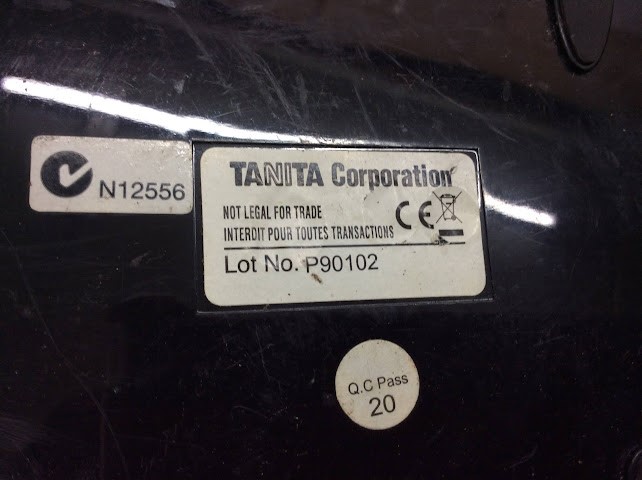 N12556
TANITA Corporation
NOT LEGAL FOR TRADE
INTERDIT POUR TOUTES TRANSACTIONS
CE
Lot No. P90102
Q.C Pass
20